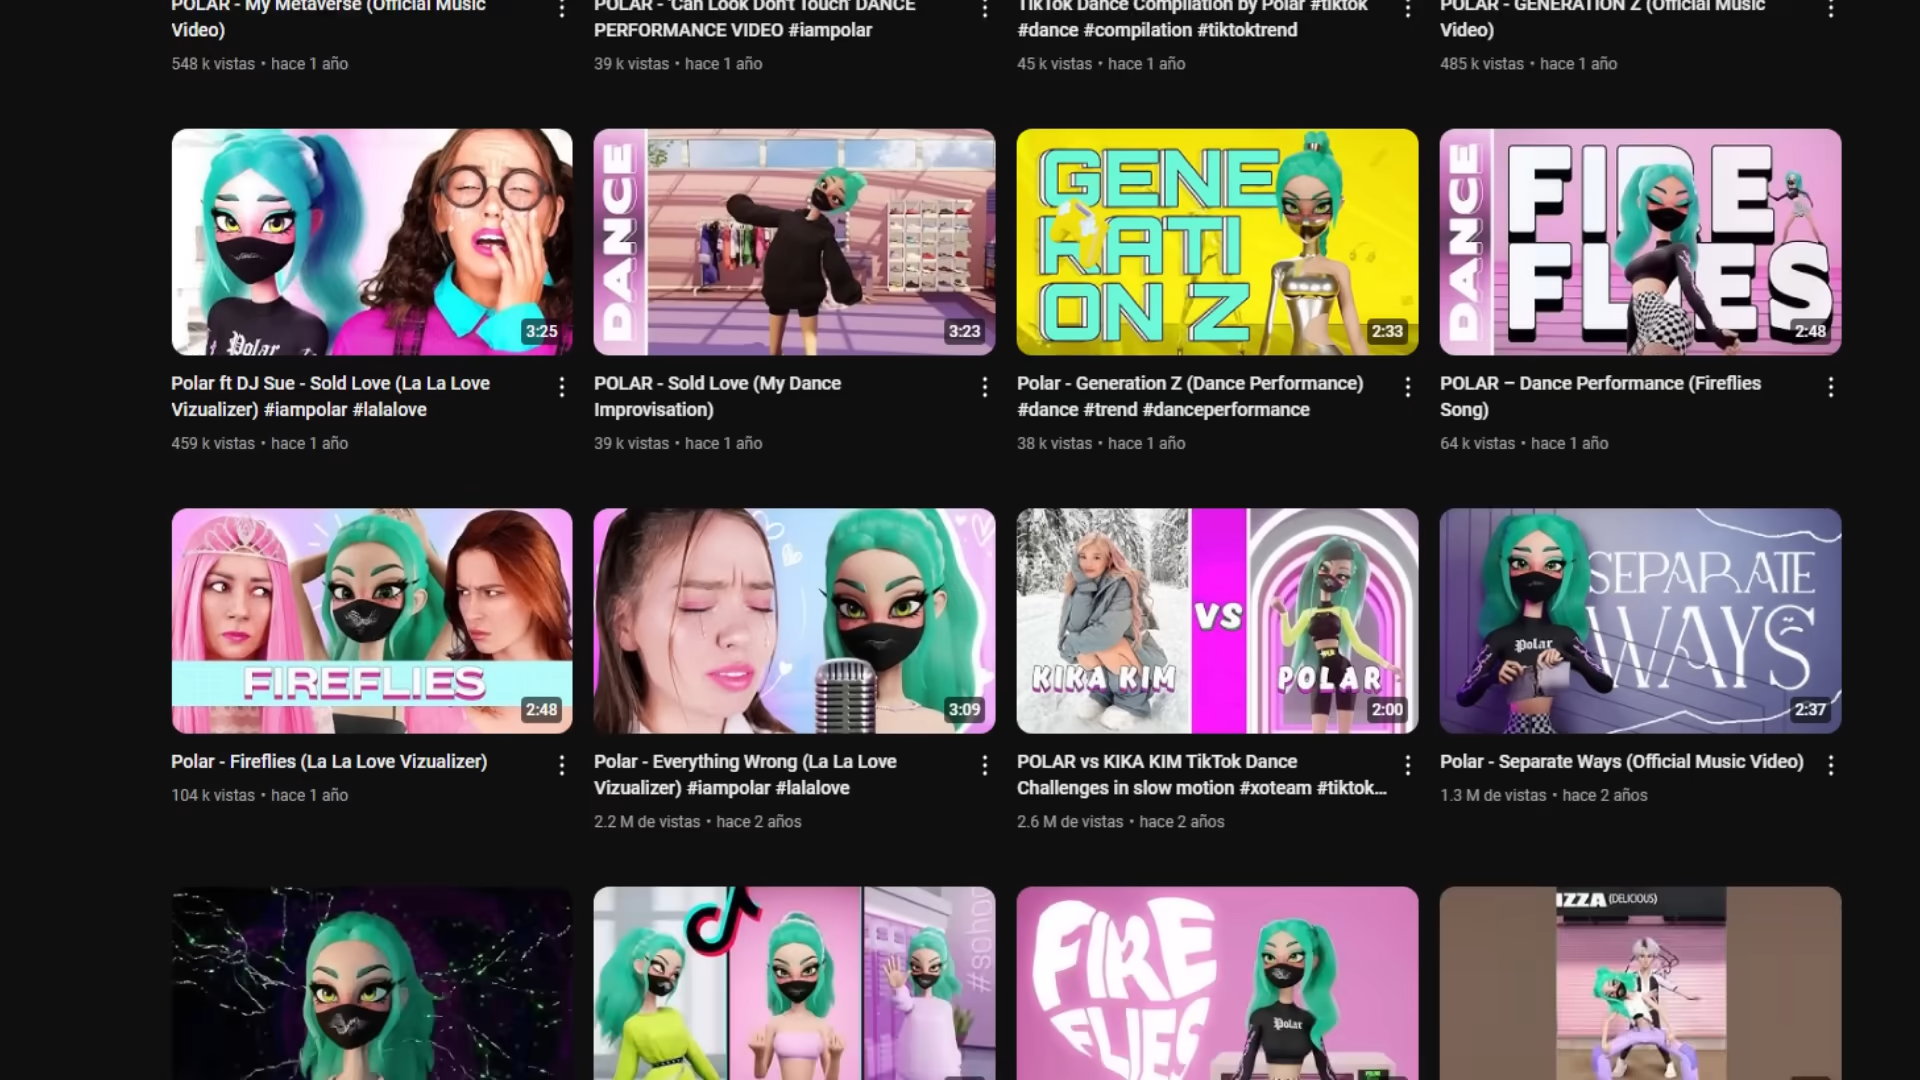 POLAR - My Metaverse (Official Music
Video)
548 k vistas • hace 1 año
POLAR - 'Can Look Don't Touch' DANCE
PERFORMANCE VIDEO #iampolar
39 k vistas • hace 1 año
TikTok Dance Compilation by Polar #tiktok
#dance #compilation #tiktoktrend
45 k vistas • hace 1 año
POLAR - GENERATION Z (Official Music
Video)
485 k vistas • hace 1 año
Polar
3:25
DANCE
3:23
GENE
RATI
ON Z
2:33
DANCE
FIRE
FLIES
2:48
Polar ft DJ Sue - Sold Love (La La Love
Vizualizer) #iampolar #lalalove
459 k vistas • hace 1 año
POLAR - Sold Love (My Dance
Improvisation)
39 k vistas • hace 1 año
Polar - Generation Z (Dance Performance)
#dance #trend #danceperformance
38 k vistas • hace 1 año
POLAR – Dance Performance (Fireflies
Song)
64 k vistas • hace 1 año
FIREFLIES
2:48
3:09
KIKA KIM
VS
POLAR
2:00
SEPARATE
WAYS
Polar
2:37
Polar - Fireflies (La La Love Vizualizer)
104 k vistas • hace 1 año
Polar - Everything Wrong (La La Love
Vizualizer) #iampolar #lalalove
2.2 M de vistas • hace 2 años
POLAR vs KIKA KIM TikTok Dance
Challenges in slow motion #xoteam #tiktok...
2.6 M de vistas • hace 2 años
Polar - Separate Ways (Official Music Video)
1.3 M de vistas • hace 2 años
FIRE
FLIES
Polar
IZZA (DELICIOUS)